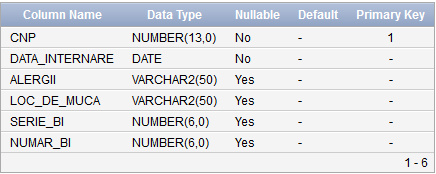 Column Name Data Type Nullable Default Primary Key
CNP NUMBER(13,0) No - 1
DATA_INTERNARE DATE No - -
ALERGII VARCHAR2(50) Yes - -
LOC_DE_MUCA VARCHAR2(50) Yes - -
SERIE_BI NUMBER(6,0) Yes - -
NUMAR_BI NUMBER(6,0) Yes - -
1 - 6